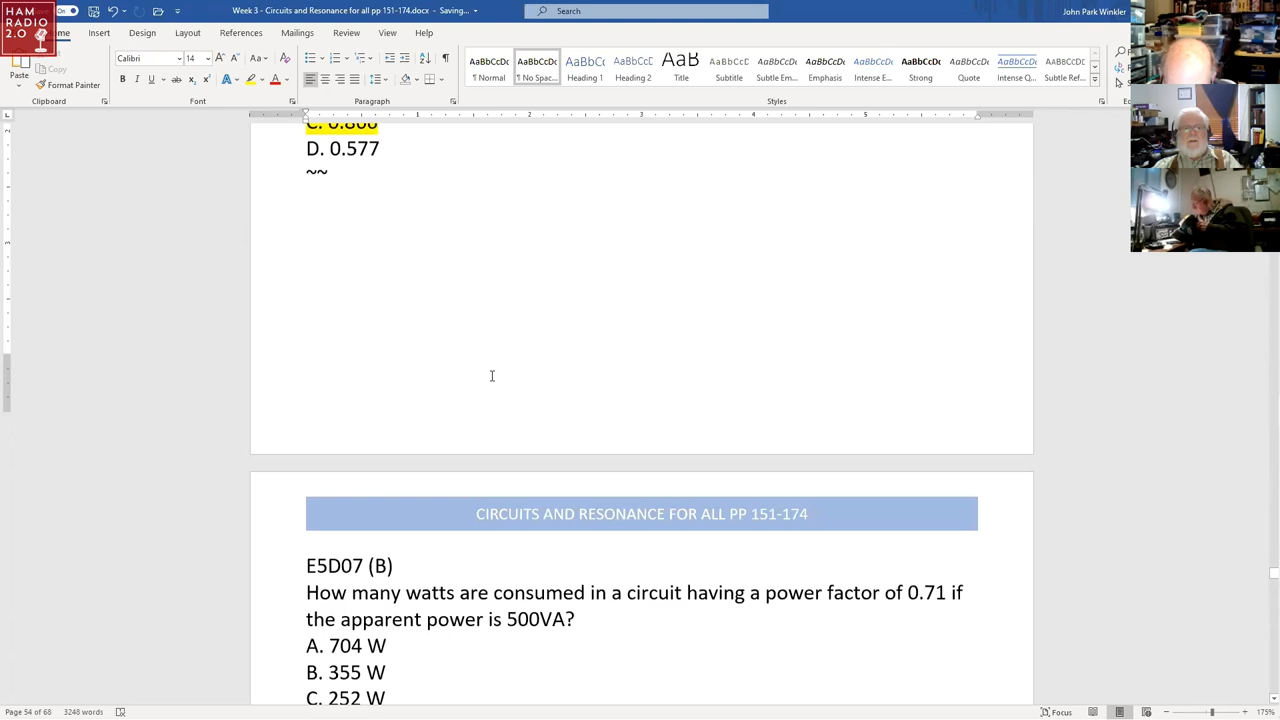 HAM
RADIO
2.0
Week 3 - Circuits and Resonance for all pp 151-174.docx - Saving...
Search
John Park Winkler
Insert
Design
Layout
References
Mailings
Review
View
Help
Paste
Copy
Format Painter
Clipboard
Calibri
14
Font
Paragraph
¶ Normal
¶ No Spac...
Heading 1
Heading 2
Title
Subtitle
Subtle Em...
Emphasis
Intense E...
Strong
Quote
Intense Q...
Subtle Ref...
Styles
C. 0.866
D. 0.577
~~
CIRCUITS AND RESONANCE FOR ALL PP 151-174
E5D07 (B)
How many watts are consumed in a circuit having a power factor of 0.71 if
the apparent power is 500VA?
A. 704 W
B. 355 W
C. 252 W
Page 54 of 68
3248 words
Focus
175%